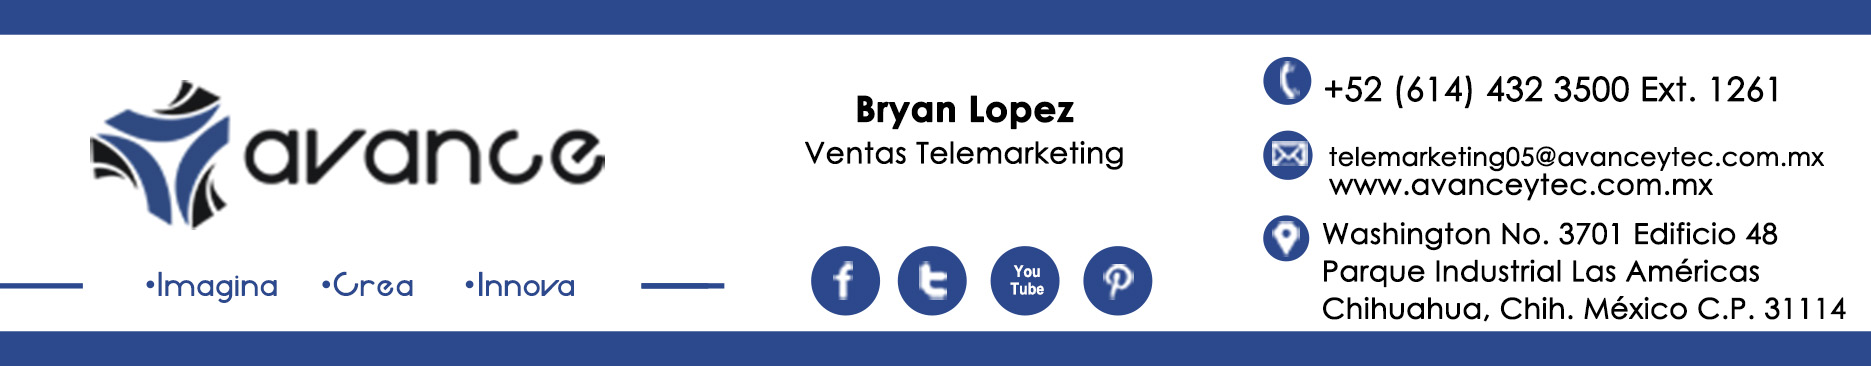 avance
•Imagina •Crea •Innova
Bryan Lopez
Ventas Telemarketing
f t You Tube p
+52 (614) 432 3500 Ext. 1261
telemarketing05@avanceytec.com.mx
www.avanceytec.com.mx
Washington No. 3701 Edificio 48
Parque Industrial Las Américas
Chihuahua, Chih. México C.P. 31114